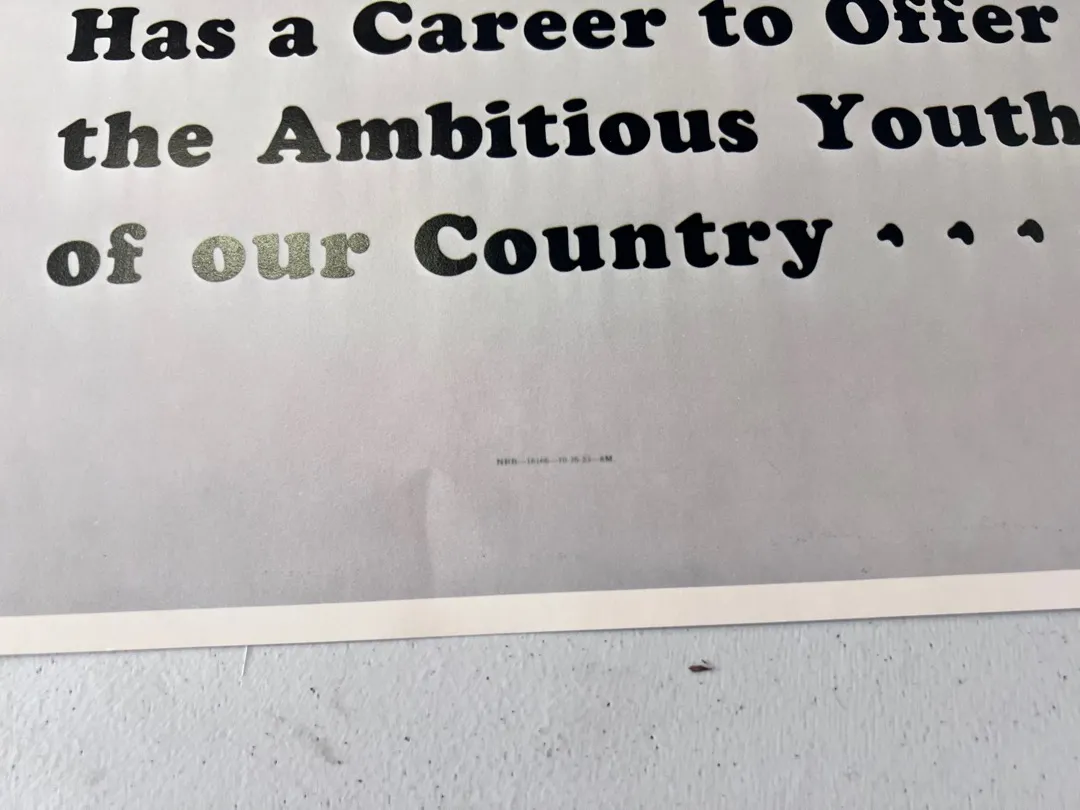 Has a Career to Offer
the Ambitious Youth
of our Country . . .